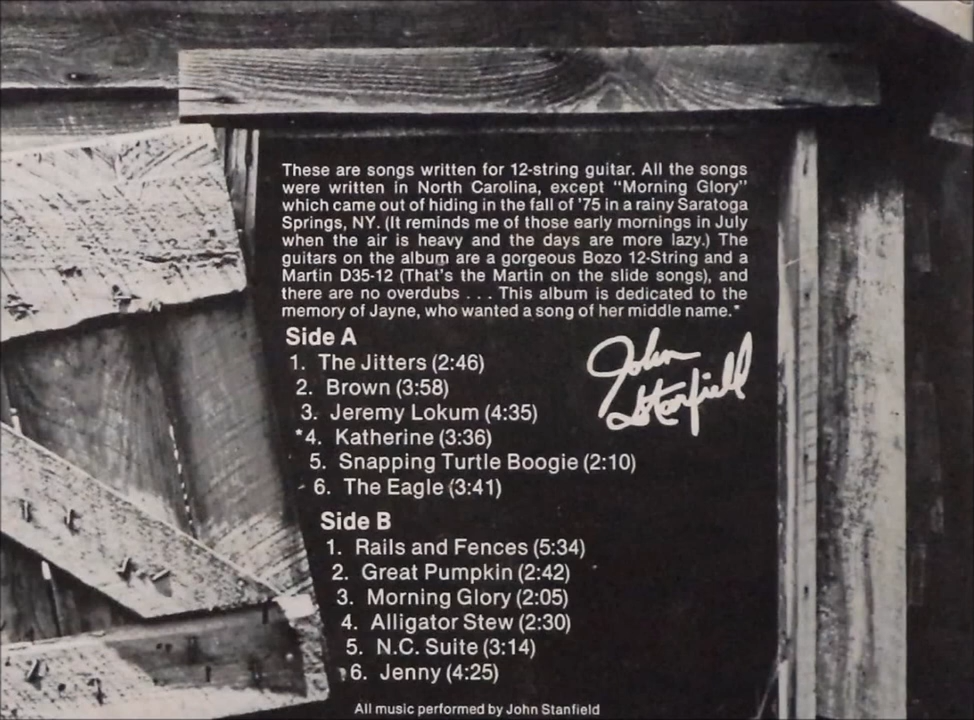 These are songs written for 12-string guitar. All the songs
were written in North Carolina, except "Morning Glory"
which came out of hiding in the fall of '75 in a rainy Saratoga
Springs, NY. (It reminds me of those early mornings in July
when the air is heavy and the days are more lazy.) The
guitars on the album are a gorgeous Bozo 12-String and a
Martin D35-12 (That's the Martin on the slide songs), and
there are no overdubs . . . This album is dedicated to the
memory of Jayne, who wanted a song of her middle name.*
Side A
1. The Jitters (2:46)
2. Brown (3:58)
3. Jeremy Lokum (4:35)
*4. Katherine (3:36)
5. Snapping Turtle Boogie (2:10)
6. The Eagle (3:41)
John
Stanfield
Side B
1. Rails and Fences (5:34)
2. Great Pumpkin (2:42)
3. Morning Glory (2:05)
4. Alligator Stew (2:30)
5. N.C. Suite (3:14)
6. Jenny (4:25)
All music performed by John Stanfield